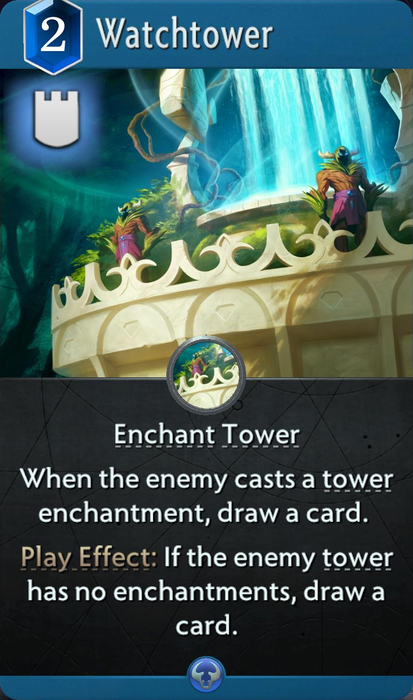 2 Watchtower
Enchant Tower
When the enemy casts a tower
enchantment, draw a card.
Play Effect: If the enemy tower
has no enchantments, draw a
card.